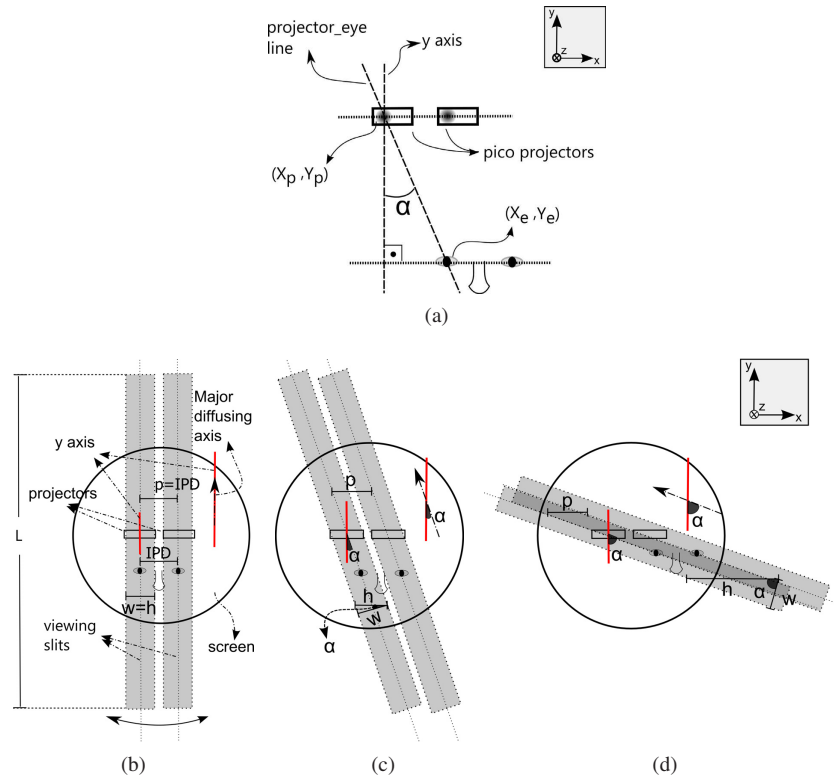 projector_eye
line
y axis
y
z
x
(Xp ,Yp)
pico projectors
α
(Xe ,Ye)
(a)
L
y axis
projectors
p=IPD
IPD
w=h
viewing
slits
Major
diffusing
axis
screen
(b)
p
α
α
h
w
α
(c)
y
z
x
p
α
α
h
α
w
(d)